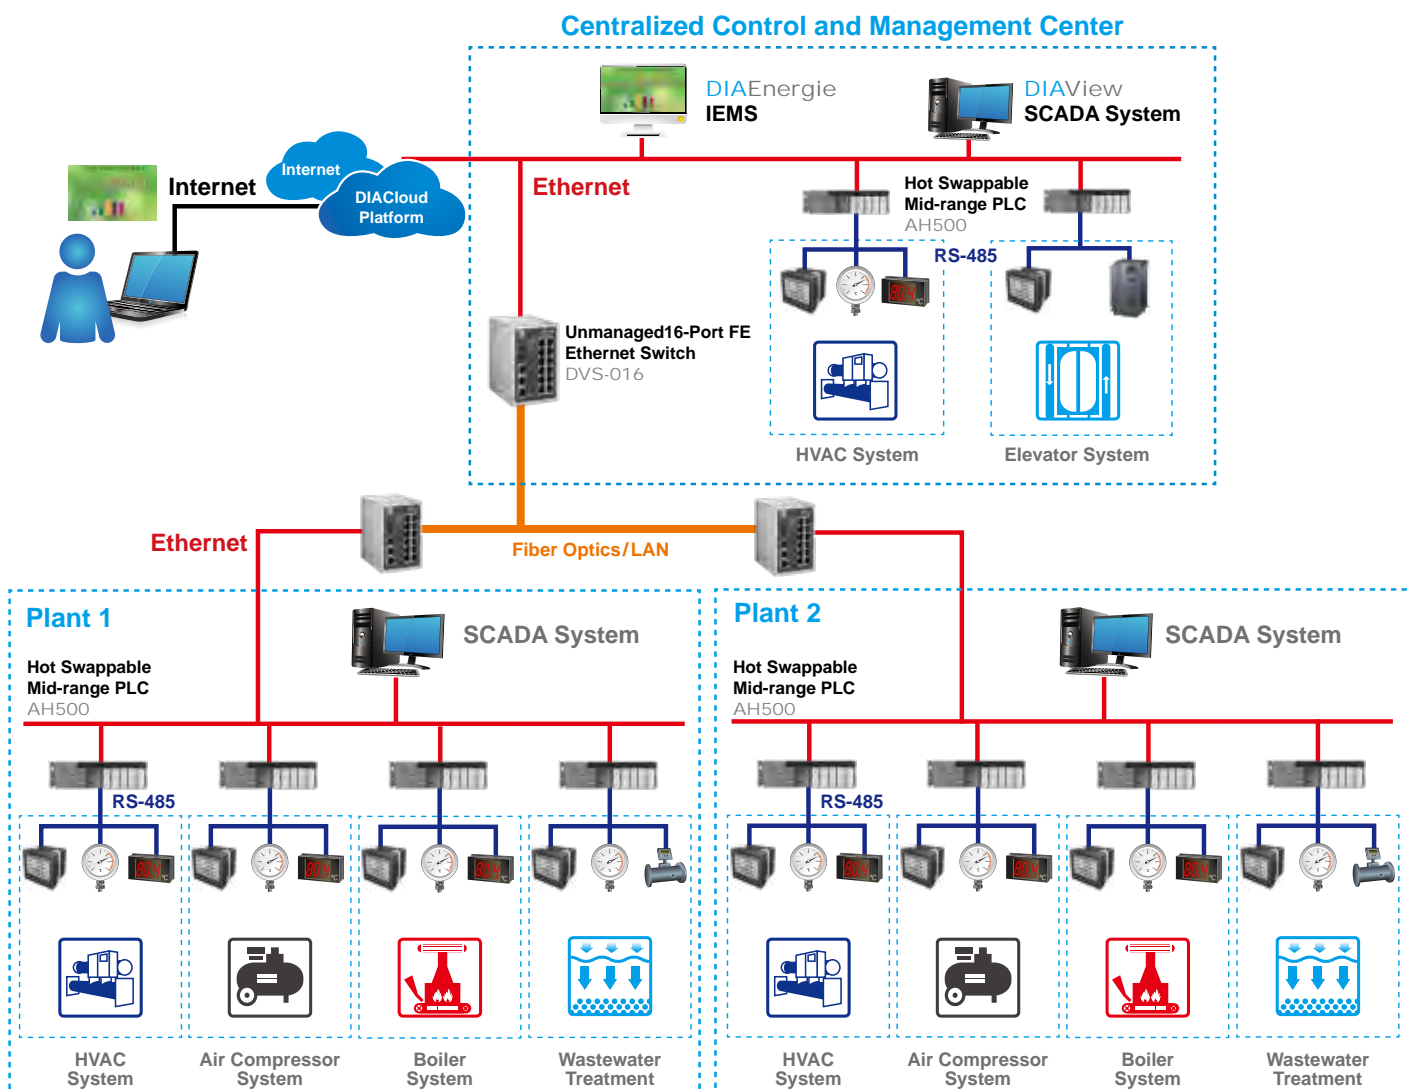 Centralized Control and Management Center
DIAEnergie
IEMS
DIAView
SCADA System
Internet
Internet
DIACloud
Platform
Ethernet
Hot Swappable
Mid-range PLC
AH500
RS-485
Unmanaged16-Port FE
Ethernet Switch
DVS-016
HVAC System
Elevator System
Ethernet
Fiber Optics/LAN
Plant 1
SCADA System
Hot Swappable
Mid-range PLC
AH500
RS-485
HVAC
System
Air Compressor
System
Boiler
System
Wastewater
Treatment
Plant 2
SCADA System
Hot Swappable
Mid-range PLC
AH500
RS-485
HVAC
System
Air Compressor
System
Boiler
System
Wastewater
Treatment